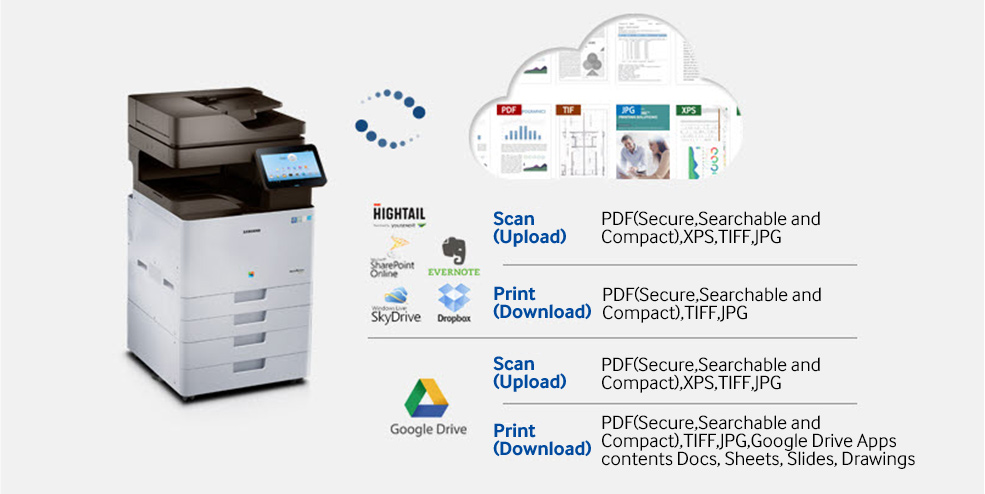 PDF
TIF
JPG
XPS
HIGHTAIL
SharePoint
Online
EVERNOTE
Windows Live
SkyDrive
Dropbox
Scan
(Upload)
PDF(Secure,Searchable and
Compact),XPS,TIFF,JPG
Print
(Download)
PDF(Secure,Searchable and
Compact),TIFF,JPG
SAMSUNG
Google Drive
Scan
(Upload)
PDF(Secure,Searchable and
Compact),XPS,TIFF,JPG
Print
(Download)
PDF(Secure,Searchable and
Compact),TIFF,JPG,Google Drive Apps
contents Docs, Sheets, Slides, Drawings